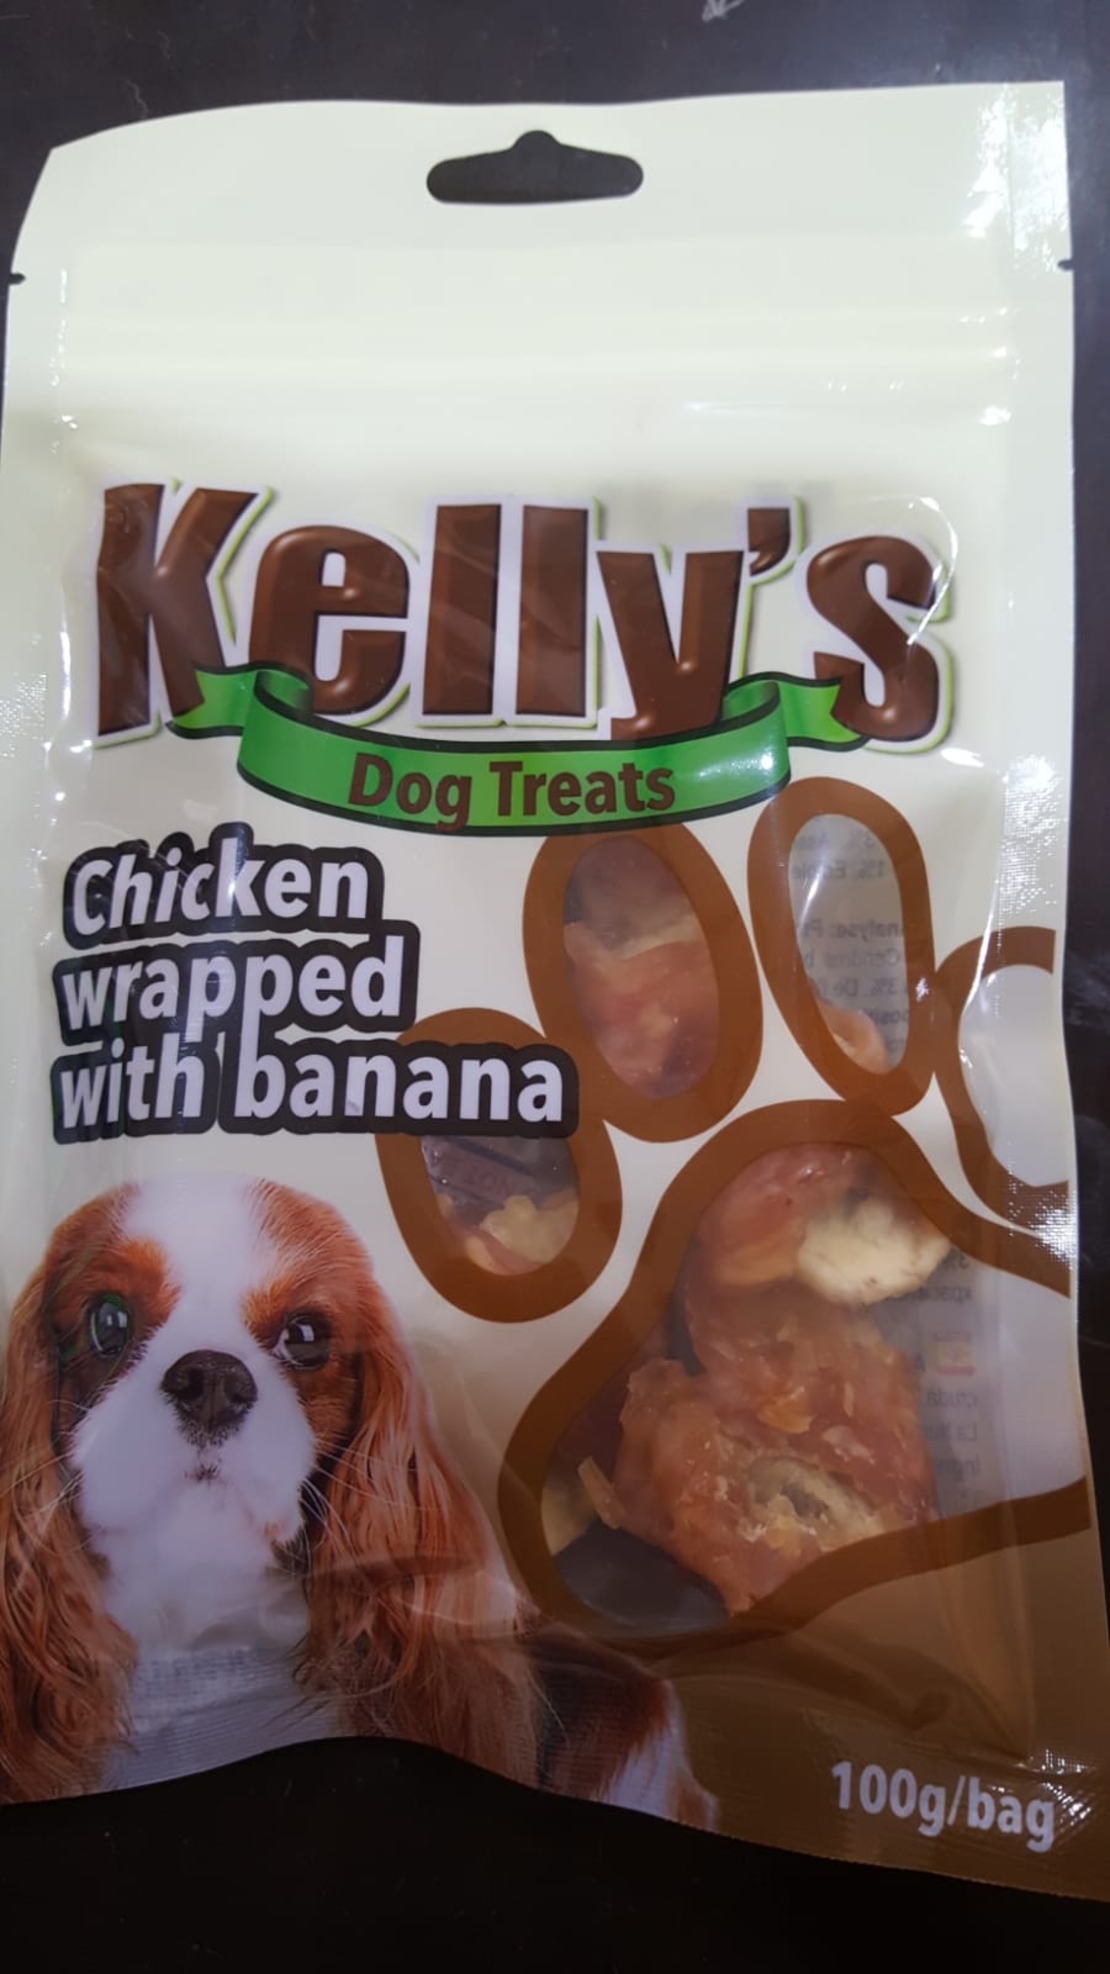 Kelly's
Dog Treats
Chicken
wrapped
with banana
100g/bag